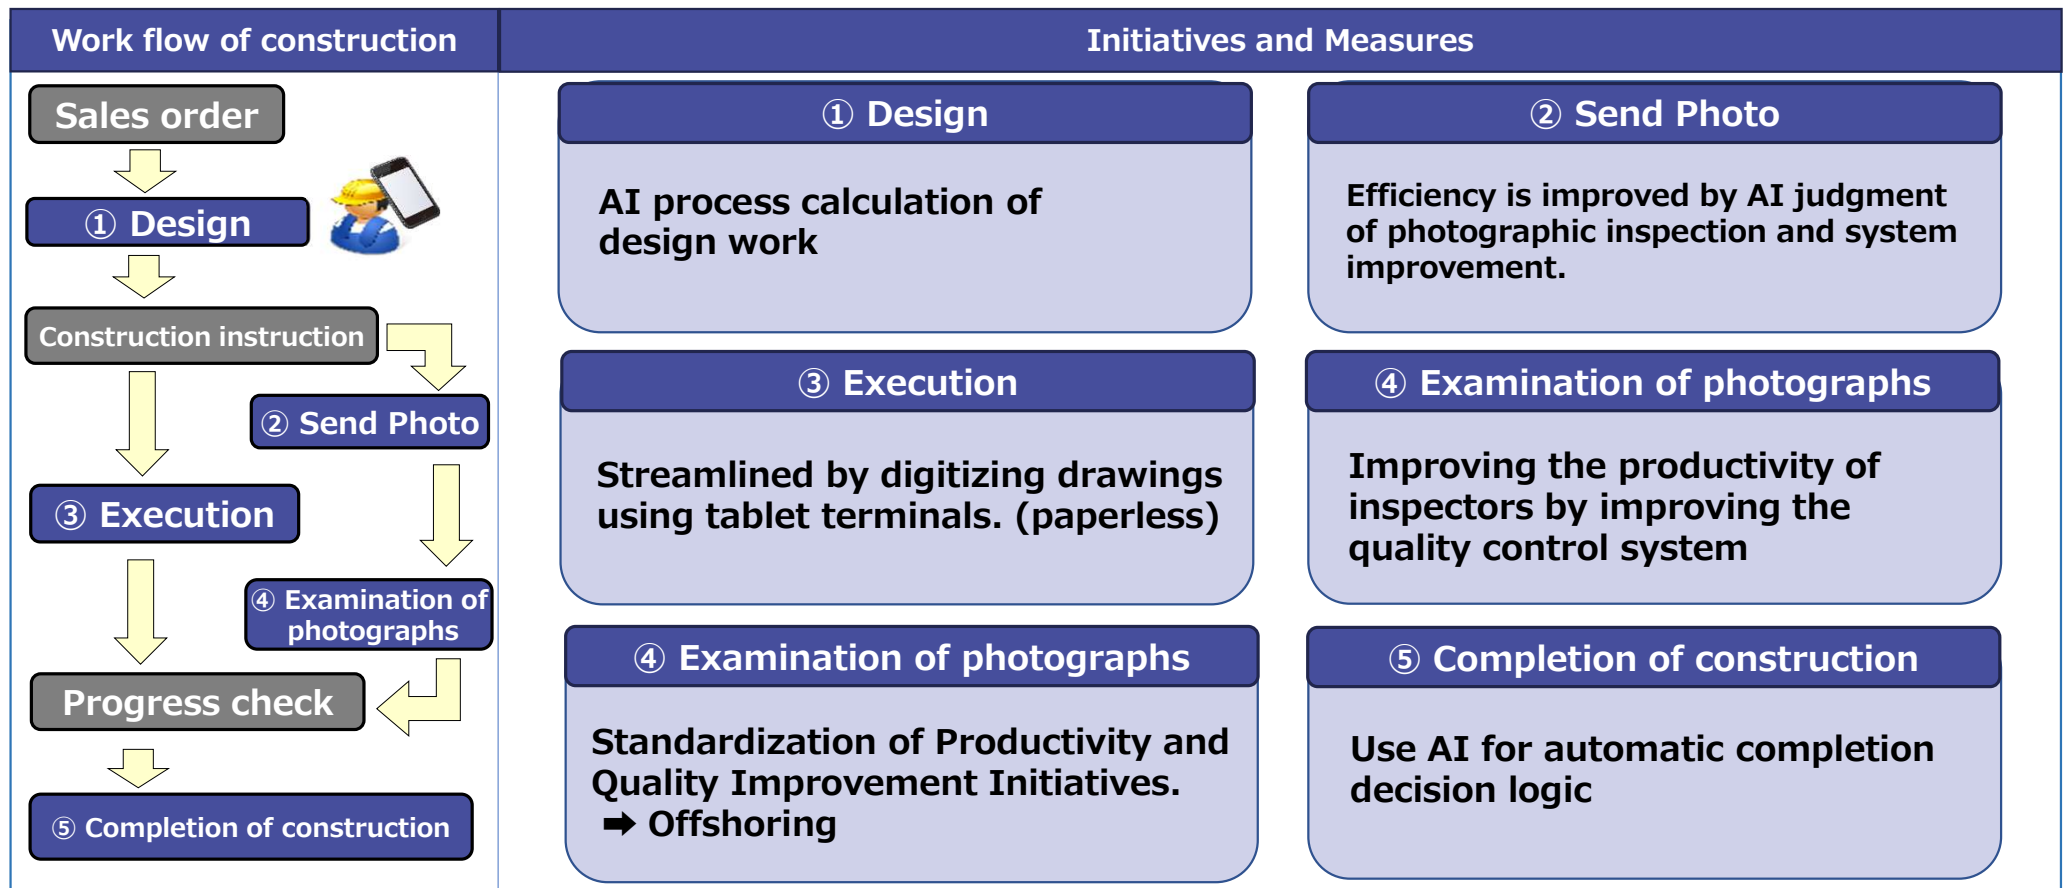 Work flow of construction
Sales order
① Design
Construction instruction
② Send Photo
③ Execution
④ Examination of
photographs
Progress check
⑤ Completion of construction
Initiatives and Measures
① Design
AI process calculation of
design work
② Send Photo
Efficiency is improved by AI judgment
of photographic inspection and system
improvement.
③ Execution
Streamlined by digitizing drawings
using tablet terminals. (paperless)
④ Examination of photographs
Improving the productivity of
inspectors by improving the
quality control system
④ Examination of photographs
Standardization of Productivity and
Quality Improvement Initiatives.
➡ Offshoring
⑤ Completion of construction
Use AI for automatic completion
decision logic